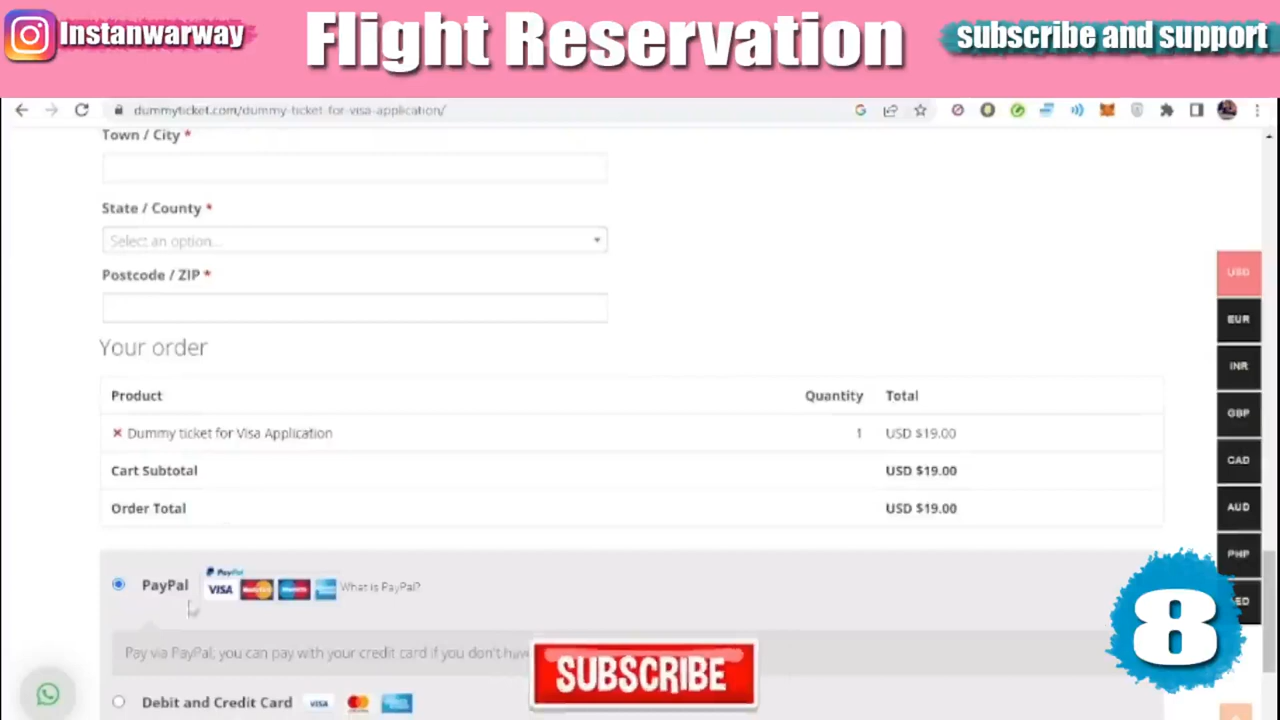 Instanwarway
Flight Reservation
subscribe and support
dummyticket.com/dummy-ticket-for-visa-application/
Town / City *
State / County *
Select an option...
Postcode / ZIP *
Your order
Product Quantity Total
× Dummy ticket for Visa Application 1 USD $19.00
Cart Subtotal USD $19.00
Order Total USD $19.00
USD
EUR
INR
GBP
CAD
AUD
PHP
ED
8
PayPal
PayPal VISA What is PayPal?
Pay via PayPal; you can pay with your credit card if you don't hav
SUBSCRIBE
Debit and Credit Card VISA